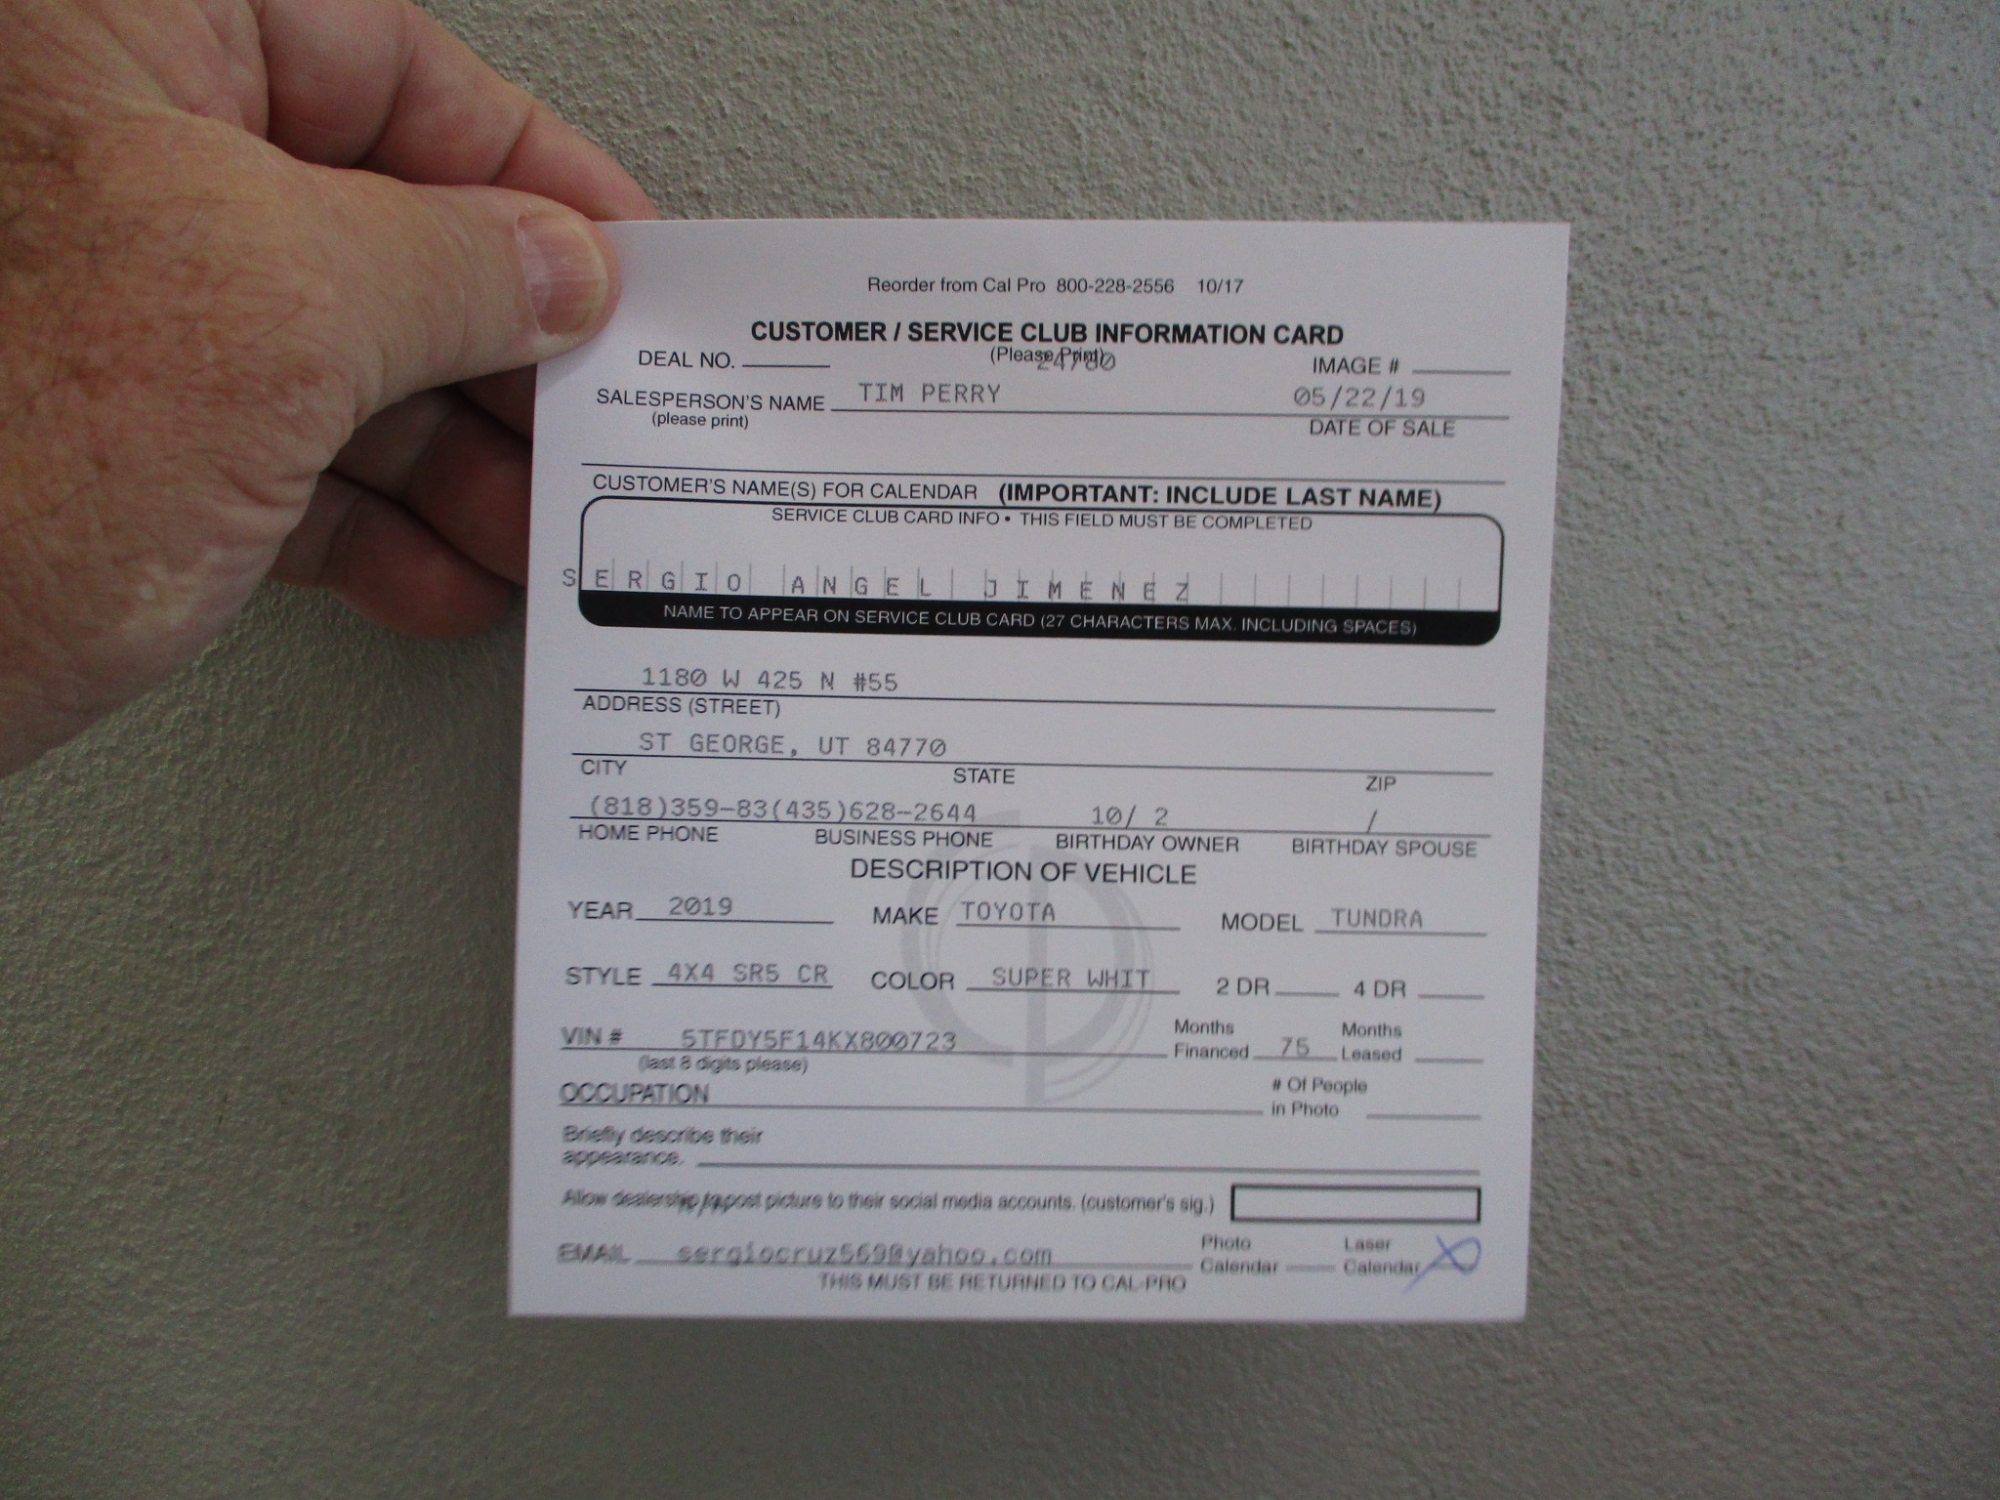 Reorder from Cal Pro 800-228-2556 10/17
CUSTOMER / SERVICE CLUB INFORMATION CARD
(Please Print)
DEAL NO. 24780 IMAGE #
SALESPERSON'S NAME TIM PERRY 05/22/19
(please print) DATE OF SALE
CUSTOMER'S NAME(S) FOR CALENDAR (IMPORTANT: INCLUDE LAST NAME)
SERVICE CLUB CARD INFO • THIS FIELD MUST BE COMPLETED
SERGIO ANGEL JIMENEZ
NAME TO APPEAR ON SERVICE CLUB CARD (27 CHARACTERS MAX. INCLUDING SPACES)
1180 W 425 N #55
ADDRESS (STREET)
ST GEORGE, UT 84770
CITY STATE ZIP
(818)359-83(435)628-2644 10/ 2 /
HOME PHONE BUSINESS PHONE BIRTHDAY OWNER BIRTHDAY SPOUSE
DESCRIPTION OF VEHICLE
YEAR 2019 MAKE TOYOTA MODEL TUNDRA
STYLE 4X4 SR5 CR COLOR SUPER WHIT 2 DR 4 DR
VIN # 5TFDY5F14KX800723 Months Financed 75 Months Leased
(last 8 digits please)
OCCUPATION # Of People in Photo
Briefly describe their
appearance.
Allow dealership to post picture to their social media accounts. (customer's sig.)
EMAIL sergiocruz569@yahoo.com Photo Calendar Laser Calendar X
THIS MUST BE RETURNED TO CAL-PRO